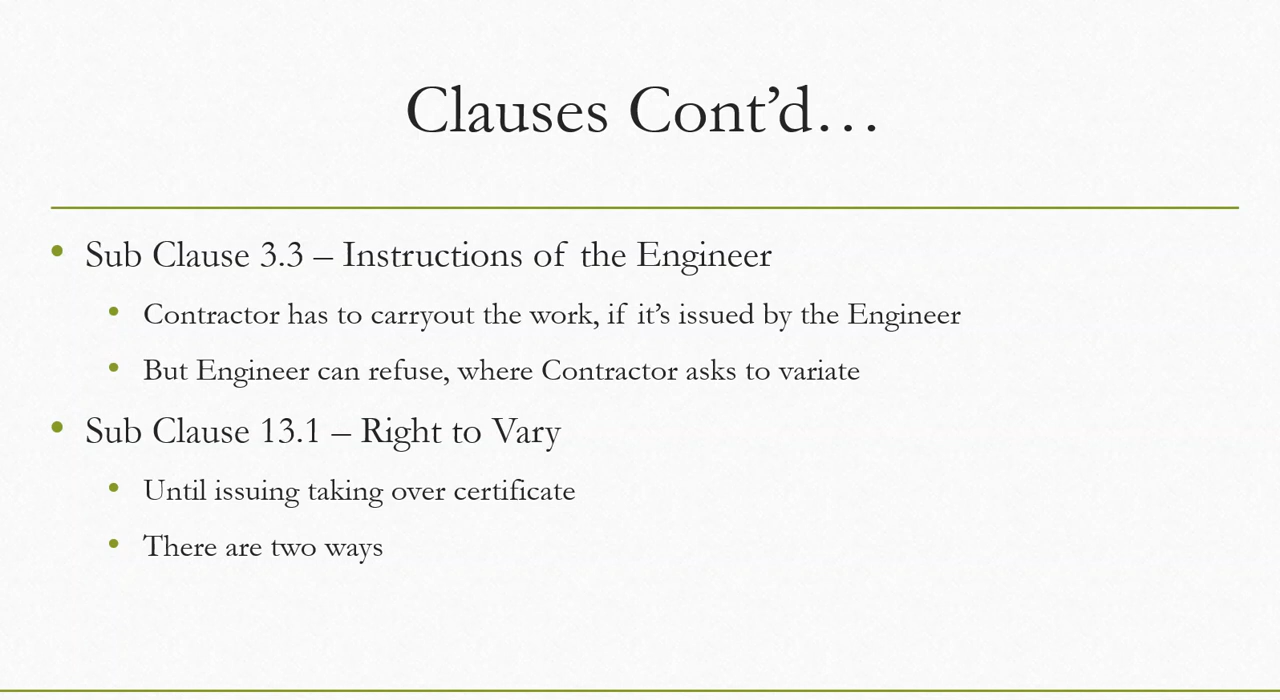 Clauses Cont’d…
• Sub Clause 3.3 – Instructions of the Engineer
• Contractor has to carryout the work, if it’s issued by the Engineer
• But Engineer can refuse, where Contractor asks to variate
• Sub Clause 13.1 – Right to Vary
• Until issuing taking over certificate
• There are two ways